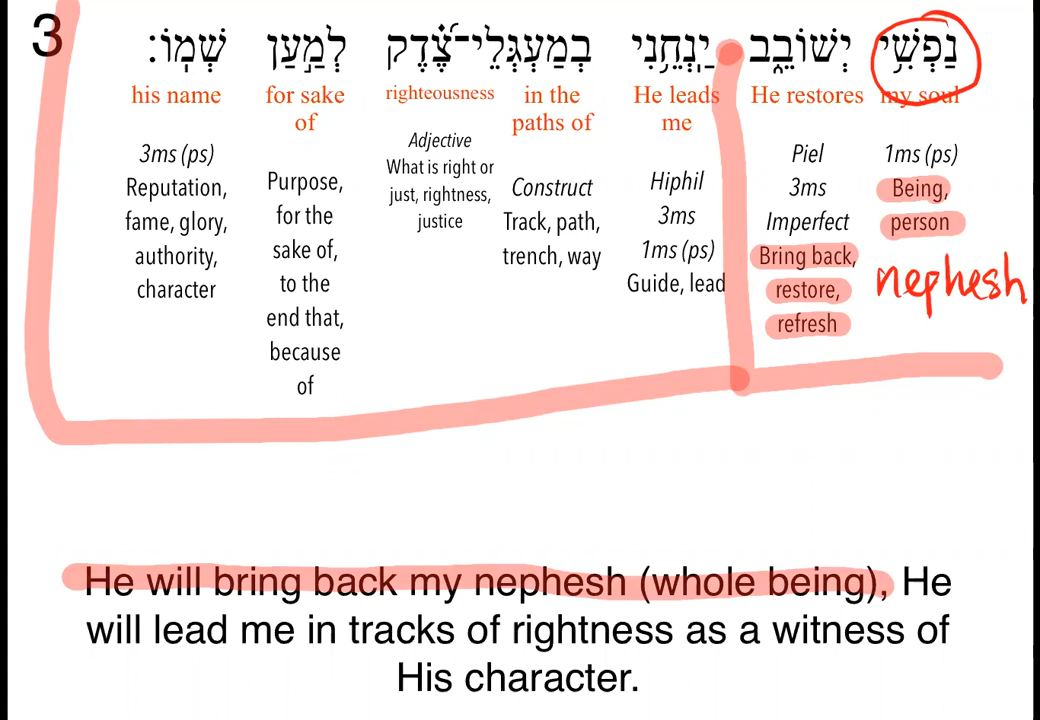 3
נַפְשִׁ֥י יְשׁוֹבֵ֑ב יַֽנְחֵ֥נִי בְמַעְגְּלֵי־צֶ֝֗דֶק לְמַ֣עַן שְׁמֽוֹ׃
my soul He restores He leads me in the paths of righteousness for sake of his name
1ms (ps)
Being,
person
nephesh
Piel
3ms
Imperfect
Bring back,
restore,
refresh
Hiphil
3ms
1ms (ps)
Guide, lead
Construct
Track, path,
trench, way
Adjective
What is right or
just, rightness,
justice
Purpose,
for the
sake of,
to the
end that,
because
of
3ms (ps)
Reputation,
fame, glory,
authority,
character
He will bring back my nephesh (whole being), He
will lead me in tracks of rightness as a witness of
His character.